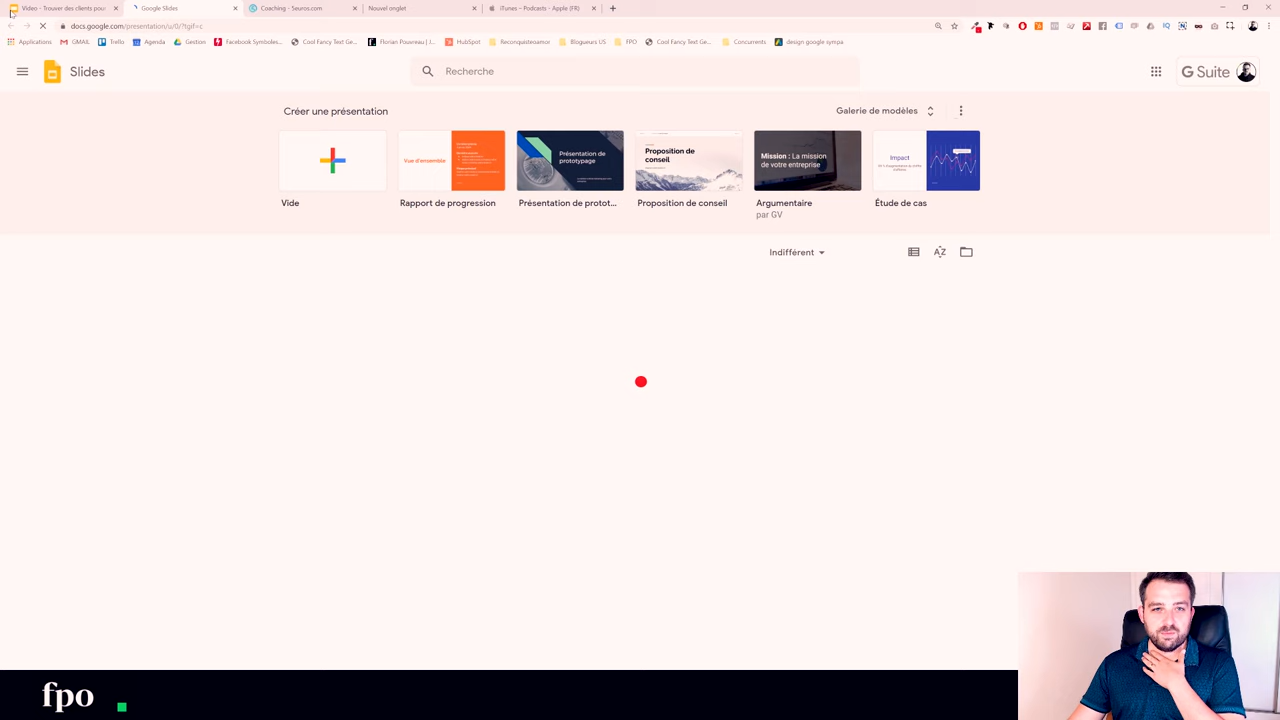 Video - Trouver des clients pou
Google Slides
Coaching - Seuros.com
Nouvel onglet
iTunes – Podcasts - Apple (FR)
docs.google.com/presentation/u/0/?tgif=c
Applications
GMAIL
Trello
Agenda
Gestion
Facebook Symboles...
Cool Fancy Text Ge...
Florian Pouvreau | J...
HubSpot
Reconquisteamor
Blogueurs US
FPO
Cool Fancy Text Ge...
Concurrents
design google sympa
Slides
Recherche
G Suite
Créer une présentation
Galerie de modèles
Vue d'ensemble
Présentation de
prototypage
Proposition de
conseil
Mission : La mission
de votre entreprise
Impact
Vide
Rapport de progression
Présentation de protot...
Proposition de conseil
Argumentaire
par GV
Étude de cas
Indifférent
AZ
fpo